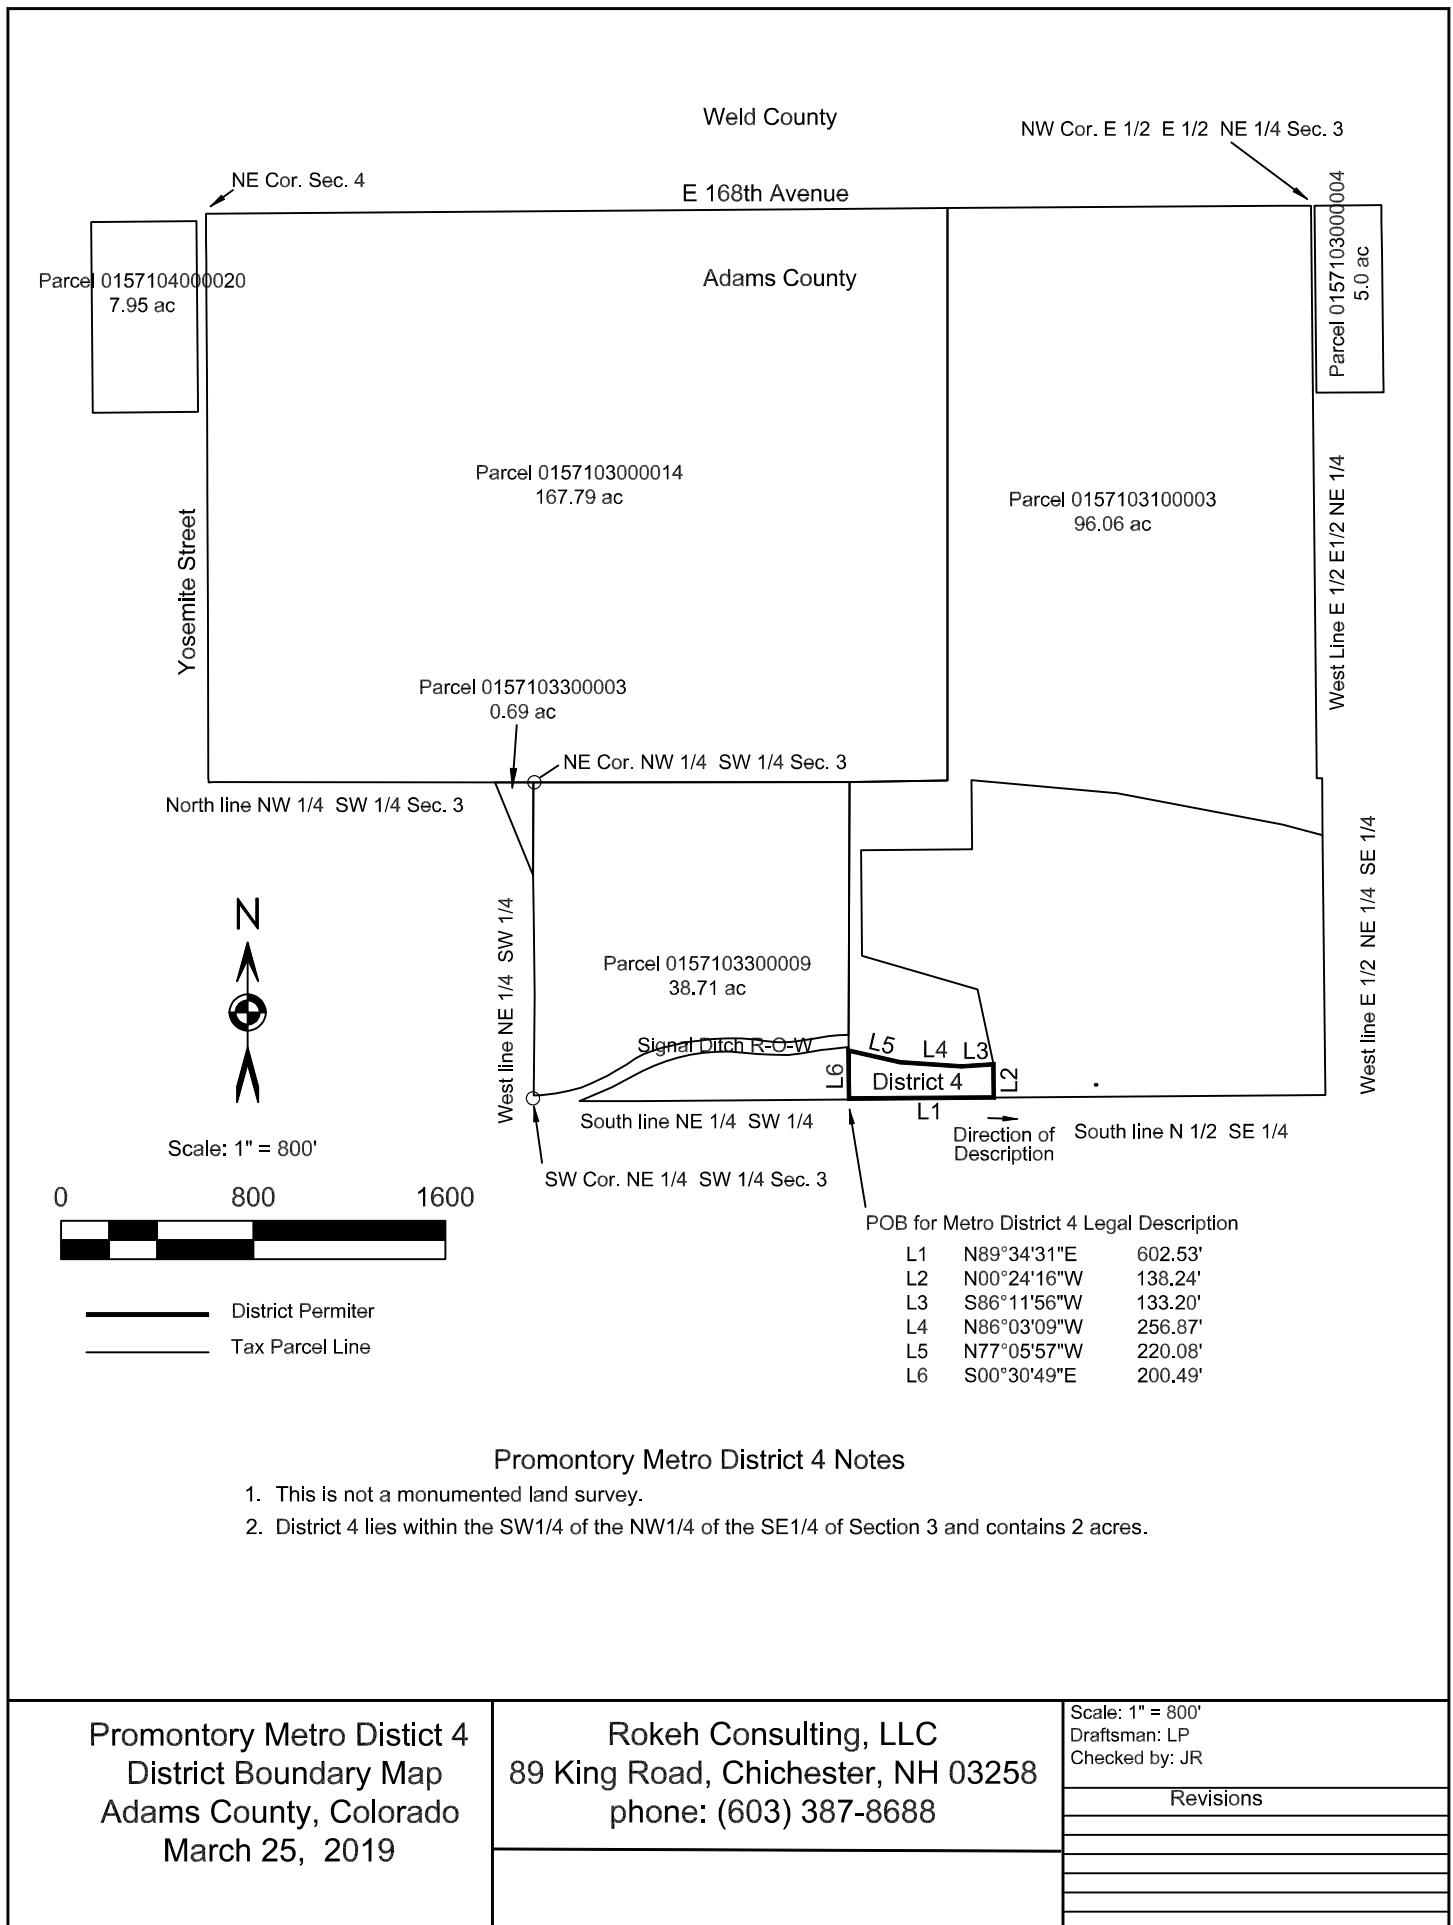 Weld County
NW Cor. E 1/2 E 1/2 NE 1/4 Sec. 3
NE Cor. Sec. 4
E 168th Avenue
Parcel 0157103000004
5.0 ac
Parcel 0157104000020
7.95 ac
Adams County
Parcel 0157103000014
167.79 ac
Parcel 0157103100003
96.06 ac
Yosemite Street
West Line E 1/2 E1/2 NE 1/4
Parcel 0157103300003
0.69 ac
NE Cor. NW 1/4 SW 1/4 Sec. 3
North line NW 1/4 SW 1/4 Sec. 3
West line NE 1/4 SW 1/4
West line E 1/2 NE 1/4 SE 1/4
N
Parcel 0157103300009
38.71 ac
Signal Ditch R-O-W
L5
L4
L3
L6
District 4
L2
L1
South line NE 1/4 SW 1/4
Direction of
Description
South line N 1/2 SE 1/4
Scale: 1" = 800'
SW Cor. NE 1/4 SW 1/4 Sec. 3
0 800 1600
POB for Metro District 4 Legal Description
L1 N89°34'31"E 602.53'
L2 N00°24'16"W 138.24'
L3 S86°11'56"W 133.20'
L4 N86°03'09"W 256.87'
L5 N77°05'57"W 220.08'
L6 S00°30'49"E 200.49'
District Permiter
Tax Parcel Line
Promontory Metro District 4 Notes
1. This is not a monumented land survey.
2. District 4 lies within the SW1/4 of the NW1/4 of the SE1/4 of Section 3 and contains 2 acres.
Promontory Metro Distict 4
District Boundary Map
Adams County, Colorado
March 25, 2019
Rokeh Consulting, LLC
89 King Road, Chichester, NH 03258
phone: (603) 387-8688
Scale: 1" = 800'
Draftsman: LP
Checked by: JR
Revisions